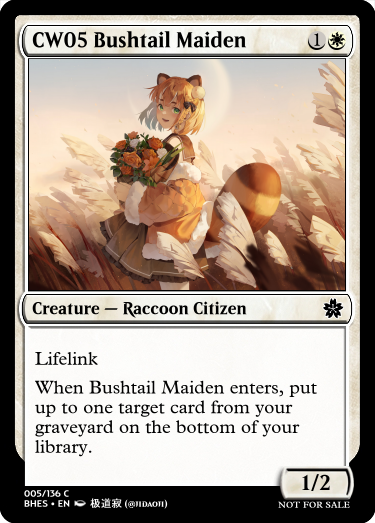 CW05 Bushtail Maiden 1
Creature — Raccoon Citizen
Lifelink
When Bushtail Maiden enters, put
up to one target card from your
graveyard on the bottom of your
library.
1/2
005/136 C
BHES • EN 极道寂 (@JIDAOJI)
NOT FOR SALE